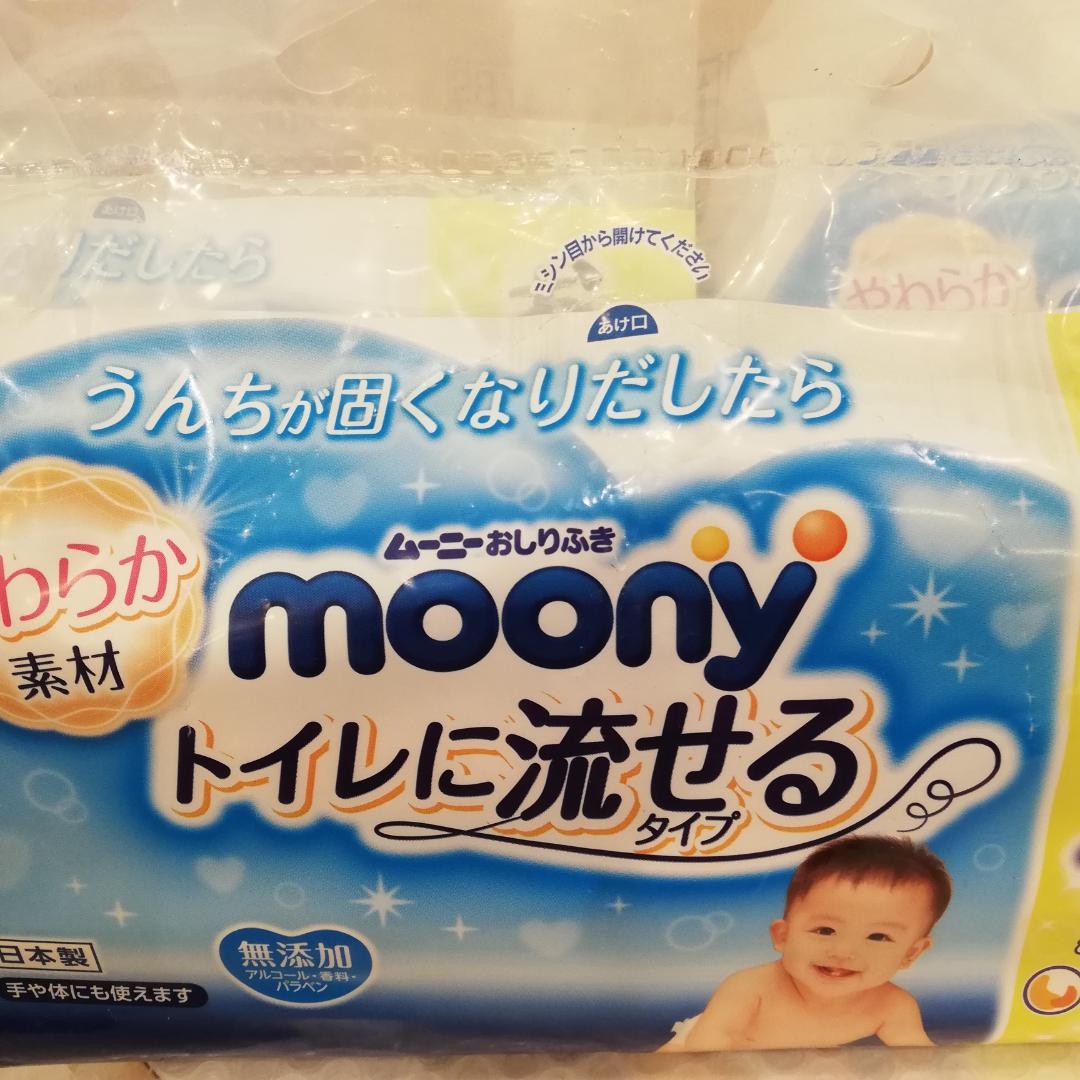 あけ口
りだしたら
やわらか
ミシン目から開けてください
あけ口
うんちが固くなりだしたら
わらか
素材
ムーニーおしりふき
moony
トイレに流せる
タイプ
日本製
手や体にも使えます
無添加
アルコール・香料・
パラベン